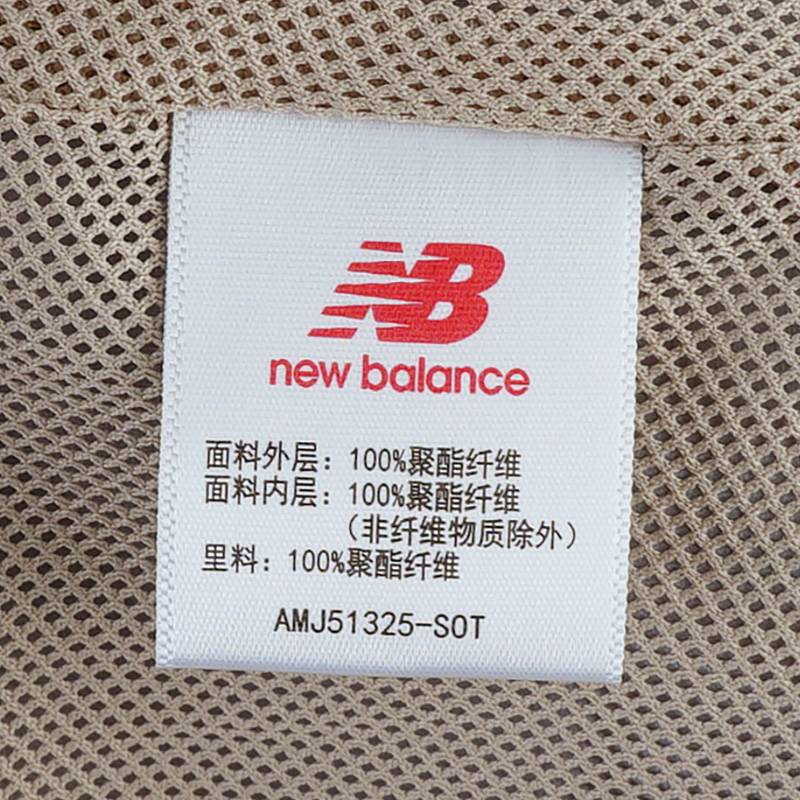 NB
new balance
面料外层：100%聚酯纤维
面料内层：100%聚酯纤维
（非纤维物质除外）
里料：100%聚酯纤维
AMJ51325-SOT